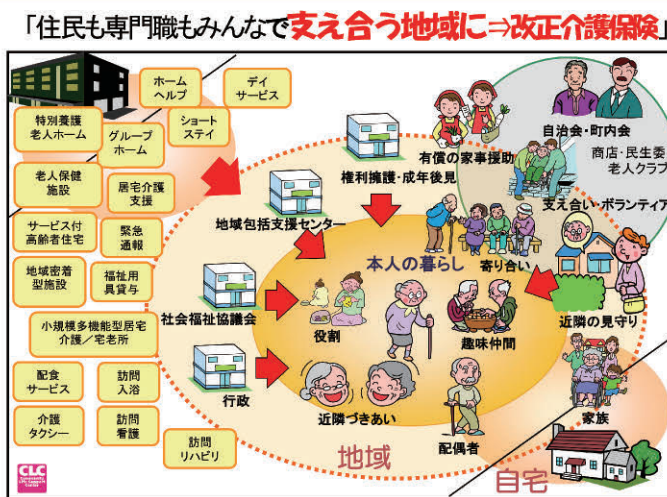 「住民も専門職もみんなで支え合う地域に⇒改正介護保険」
ホーム
ヘルプ
デイ
サービス
特別養護
老人ホーム
グループ
ホーム
ショート
ステイ
老人保健
施設
居宅介護
支援
サービス付
高齢者住宅
緊急
通報
地域密着
型施設
福祉用
具貸与
小規模多機能型居宅
介護/宅老所
配食
サービス
訪問
入浴
介護
タクシー
訪問
看護
訪問
リハビリ
権利擁護・成年後見
地域包括支援センター
社会福祉協議会
行政
有償の家事援助
自治会・町内会
商店・民生委
老人クラブ
支え合い・ボランティア
本人の暮らし
寄り合い
近隣の見守り
役割
趣味仲間
近隣づきあい
配偶者
家族
地域
自宅
CLC